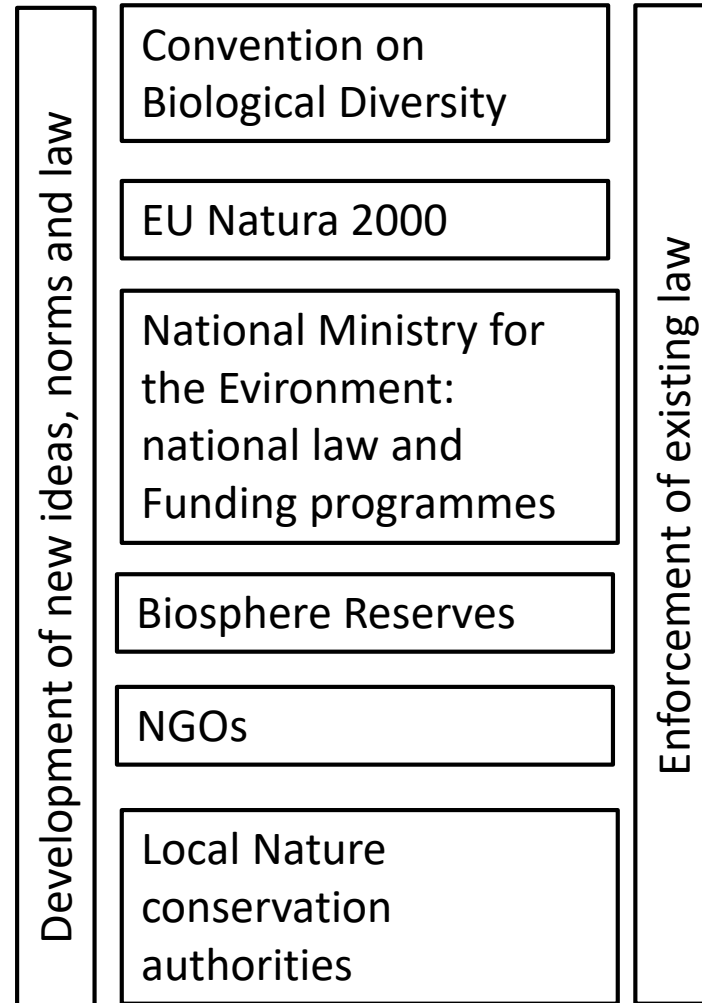 Development of new ideas, norms and law
Convention on
Biological Diversity
EU Natura 2000
National Ministry for
the Evironment:
national law and
Funding programmes
Biosphere Reserves
NGOs
Local Nature
conservation
authorities
Enforcement of existing law